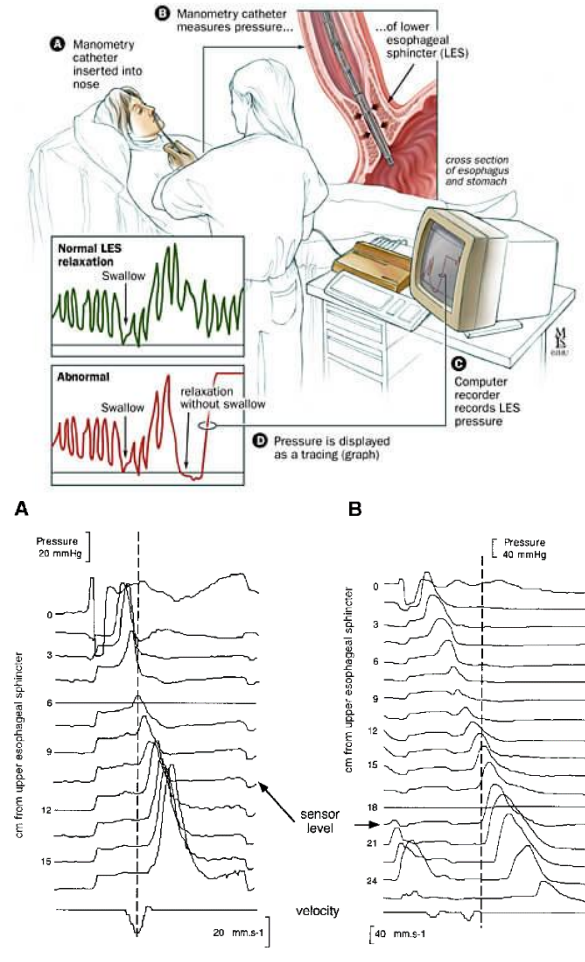 B Manometry catheter
measures pressure...
...of lower
esophageal
sphincter (LES)
A Manometry
catheter
inserted into
nose
cross section
of esophagus
and stomach
Normal LES
relaxation
Swallow
Abnormal
Swallow
relaxation
without swallow
C
Computer
recorder
records LES
pressure
D Pressure is displayed
as a tracing (graph)
A
Pressure
20 mmHg
cm from upper esophageal sphincter
0
3
6
9
12
15
velocity
20 mm.s-1
sensor
level
B
Pressure
40 mmHg
cm from upper esophageal sphincter
0
3
6
9
12
15
18
21
24
40 mm.s-1